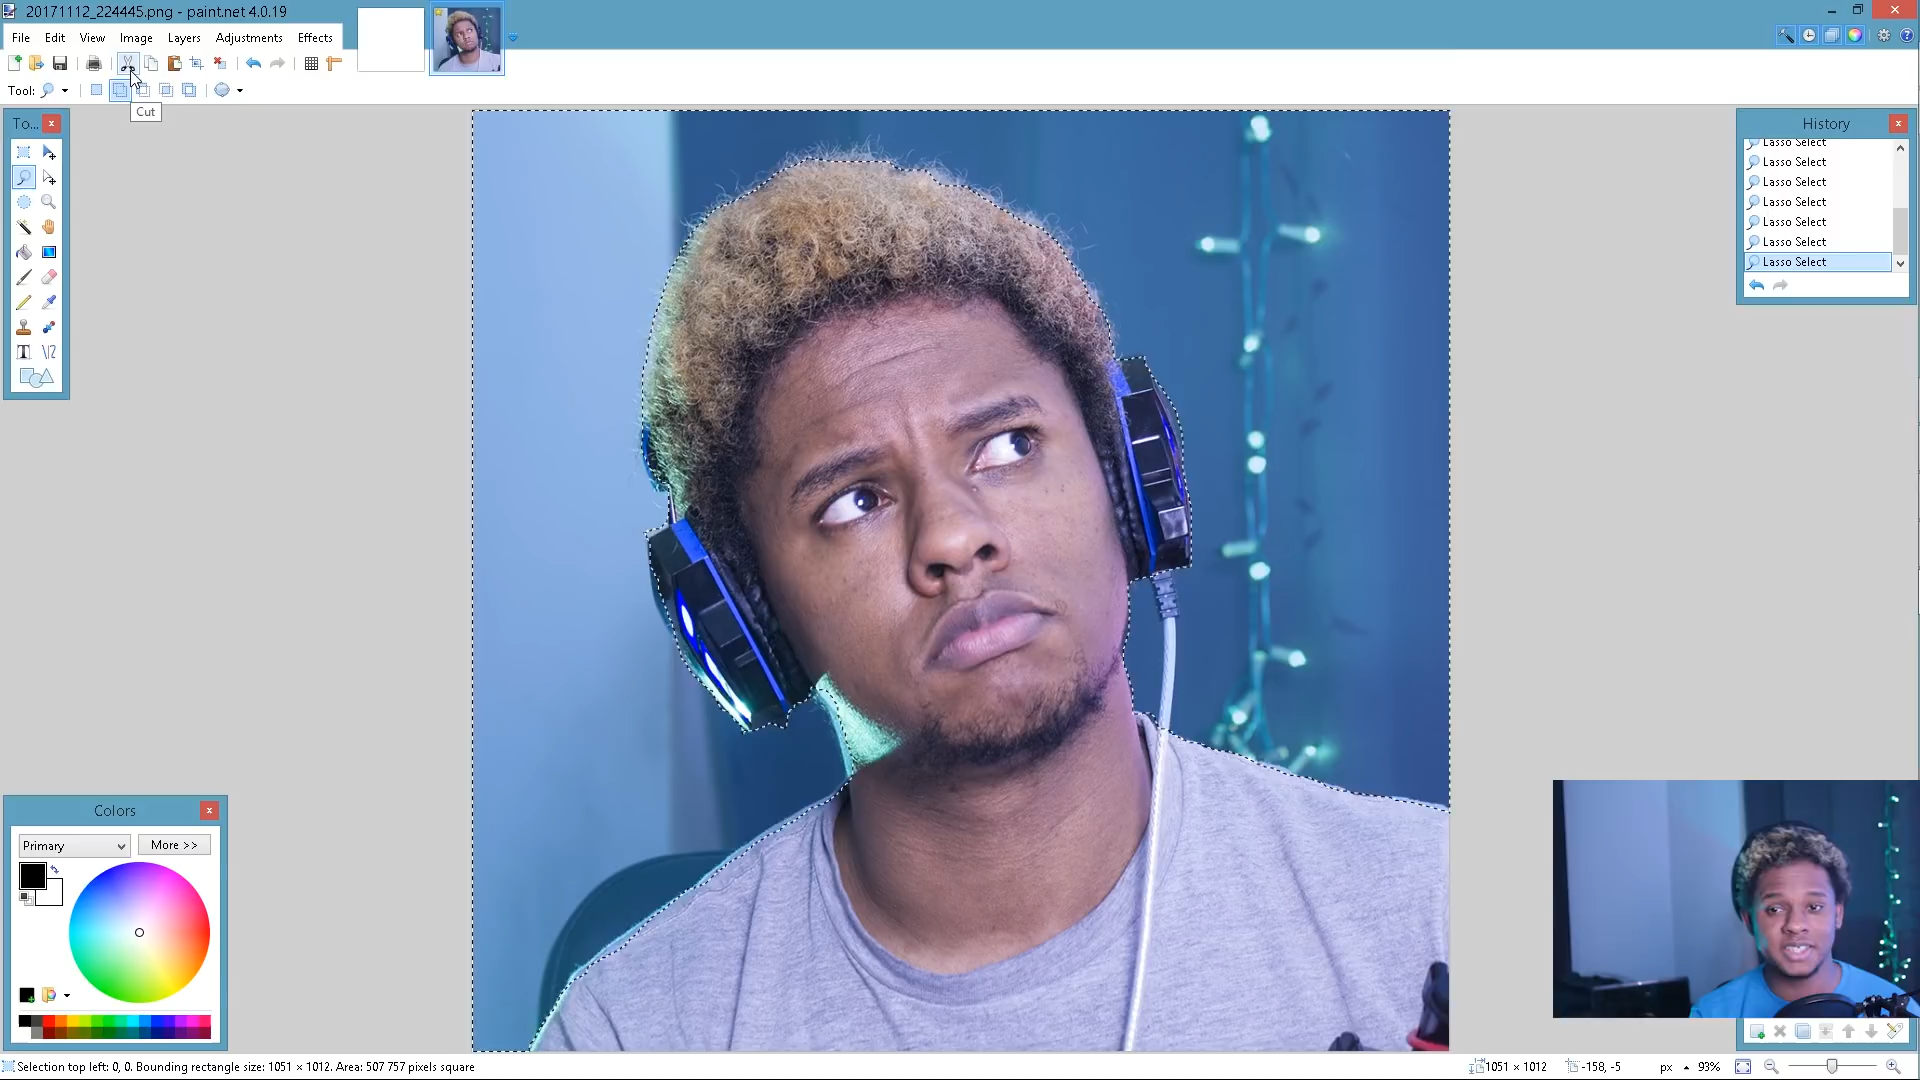 20171112_224445.png - paint.net 4.0.19
File Edit View Image Layers Adjustments Effects
Tool:
Cut
To...
History
Lasso Select
Lasso Select
Lasso Select
Lasso Select
Lasso Select
Lasso Select
Lasso Select
Colors
Primary
More >>
Selection top left: 0, 0. Bounding rectangle size: 1051 × 1012. Area: 507 757 pixels square
1051 × 1012
-158, -5
px
93%